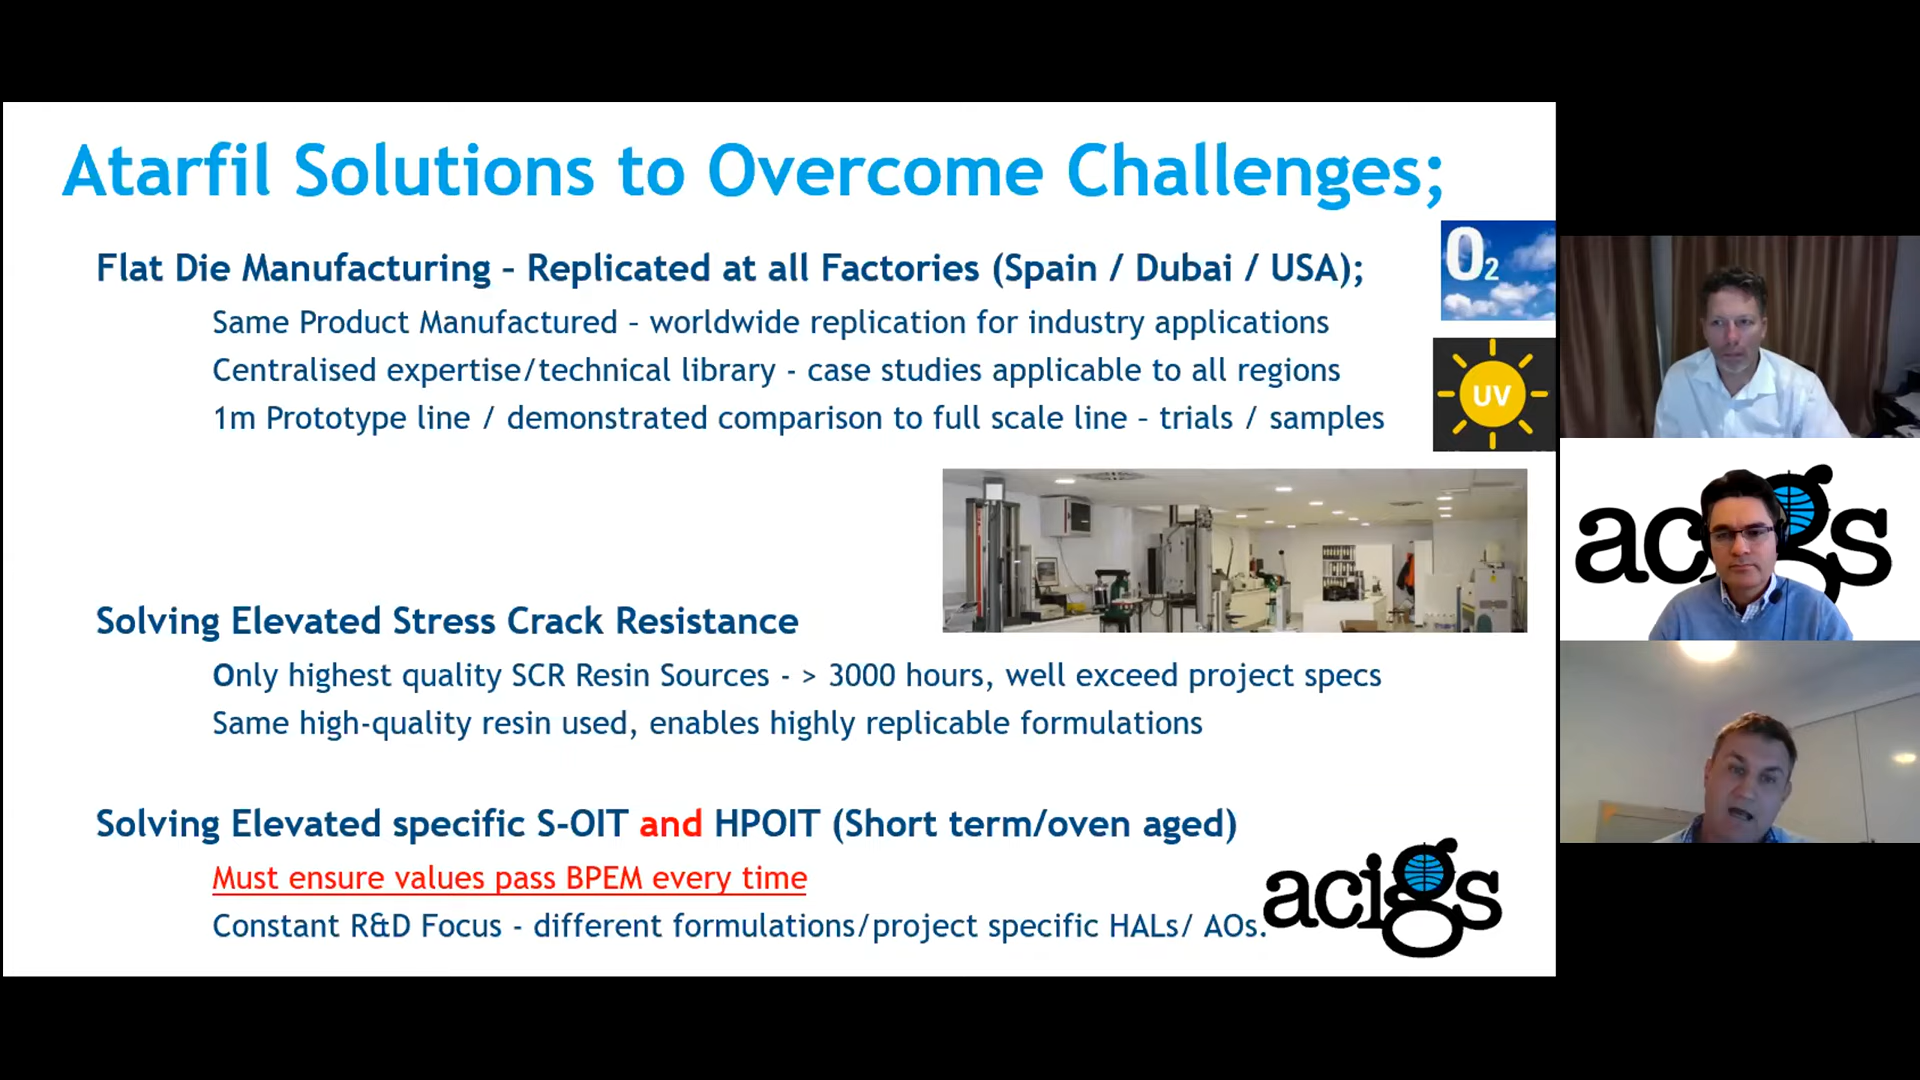 Atarfil Solutions to Overcome Challenges;
O2
Flat Die Manufacturing – Replicated at all Factories (Spain / Dubai / USA);
Same Product Manufactured – worldwide replication for industry applications
Centralised expertise/technical library - case studies applicable to all regions
UV
1m Prototype line / demonstrated comparison to full scale line – trials / samples
Solving Elevated Stress Crack Resistance
Only highest quality SCR Resin Sources - > 3000 hours, well exceed project specs
Same high-quality resin used, enables highly replicable formulations
Solving Elevated specific S-OIT and HPOIT (Short term/oven aged)
Must ensure values pass BPEM every time
Constant R&D Focus - different formulations/project specific HALs/ AOs.
acigs
acigs